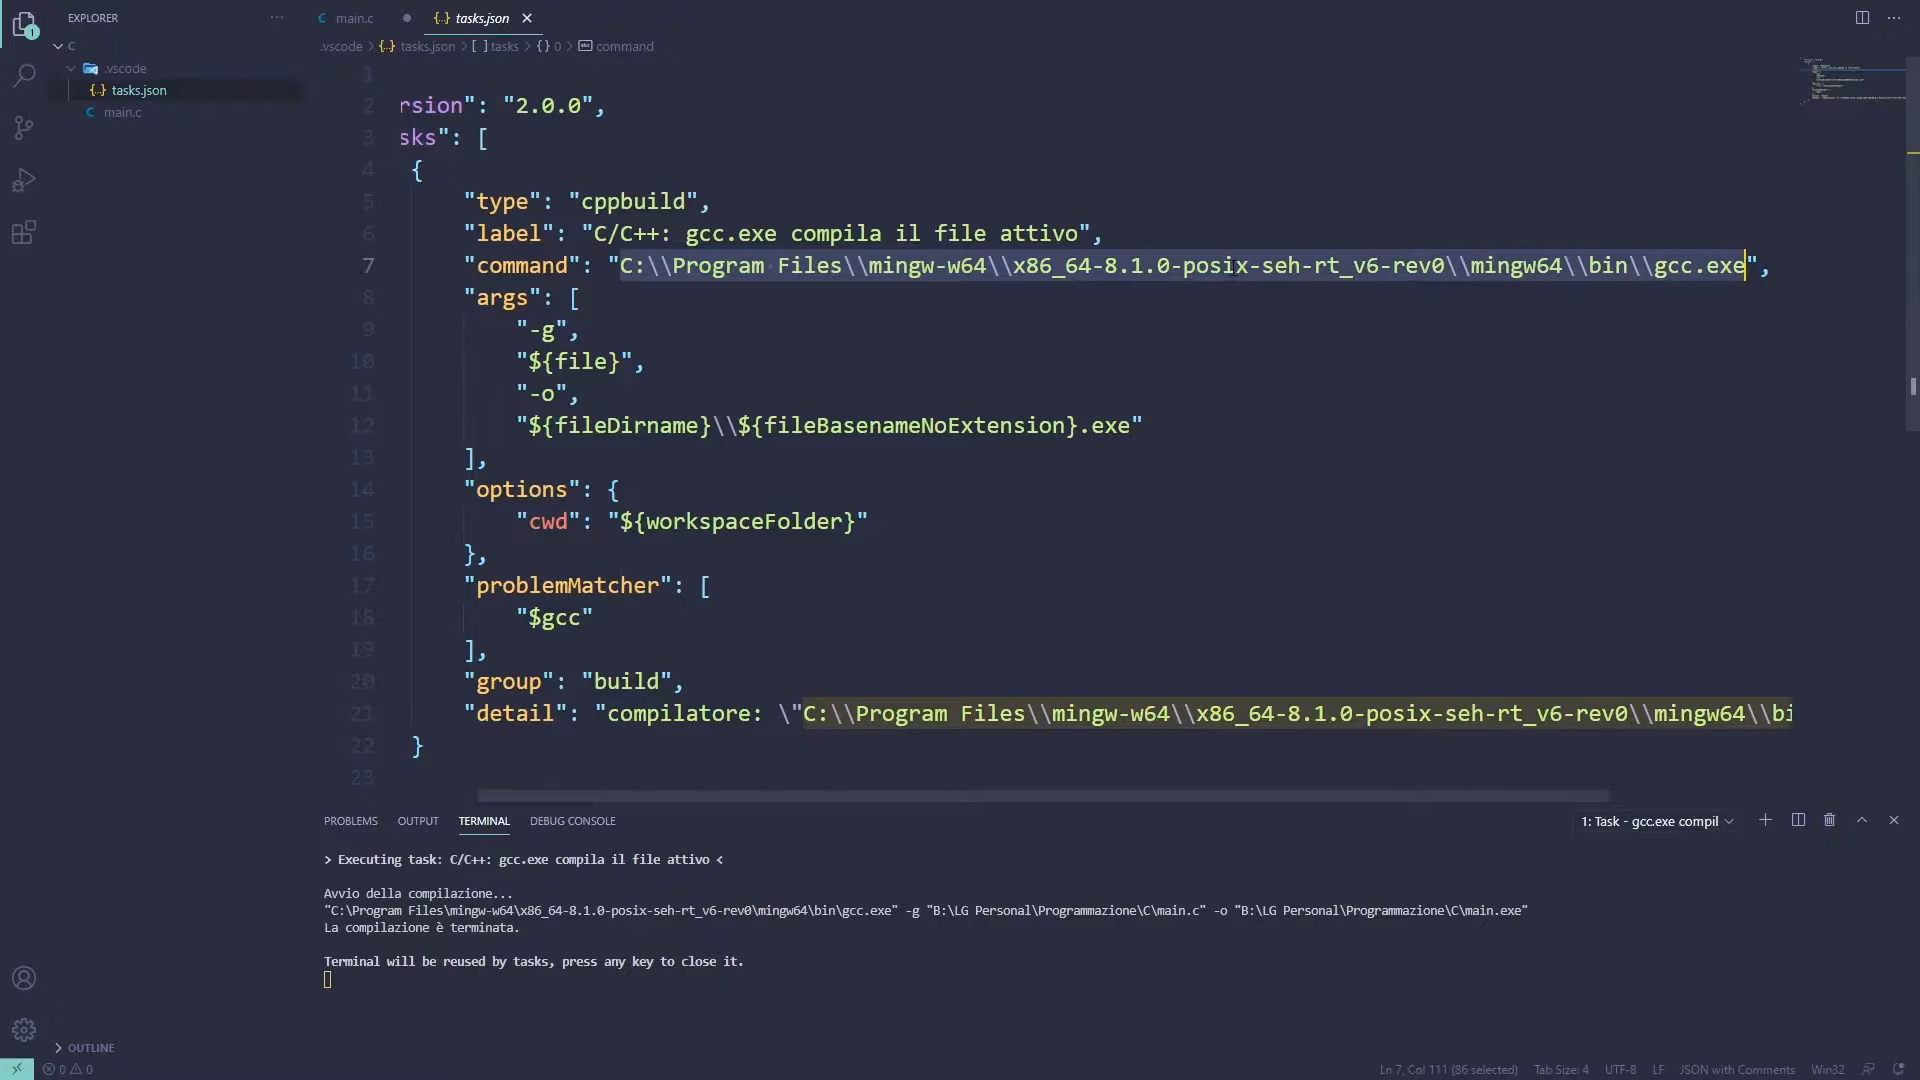 EXPLORER
C
.vscode
{..} tasks.json
C main.c
1
C main.c
{..} tasks.json
.vscode > {..} tasks.json > [ ] tasks > {} 0 > command
1
2 rsion": "2.0.0",
3 sks": [
4 {
5 "type": "cppbuild",
6 "label": "C/C++: gcc.exe compila il file attivo",
7 "command": "C:\\Program Files\\mingw-w64\\x86_64-8.1.0-posix-seh-rt_v6-rev0\\mingw64\\bin\\gcc.exe",
8 "args": [
9 "-g",
10 "${file}",
11 "-o",
12 "${fileDirname}\\${fileBasenameNoExtension}.exe"
13 ],
14 "options": {
15 "cwd": "${workspaceFolder}"
16 },
17 "problemMatcher": [
18 "$gcc"
19 ],
20 "group": "build",
21 "detail": "compilatore: \"C:\\Program Files\\mingw-w64\\x86_64-8.1.0-posix-seh-rt_v6-rev0\\mingw64\\bi
22 }
23
PROBLEMS OUTPUT TERMINAL DEBUG CONSOLE
1: Task - gcc.exe compil
> Executing task: C/C++: gcc.exe compila il file attivo <
Avvio della compilazione...
"C:\Program Files\mingw-w64\x86_64-8.1.0-posix-seh-rt_v6-rev0\mingw64\bin\gcc.exe" -g "B:\LG Personal\Programmazione\C\main.c" -o "B:\LG Personal\Programmazione\C\main.exe"
La compilazione è terminata.
Terminal will be reused by tasks, press any key to close it.
OUTLINE
0 0
Ln 7, Col 111 (86 selected) Tab Size: 4 UTF-8 LF JSON with Comments Win32